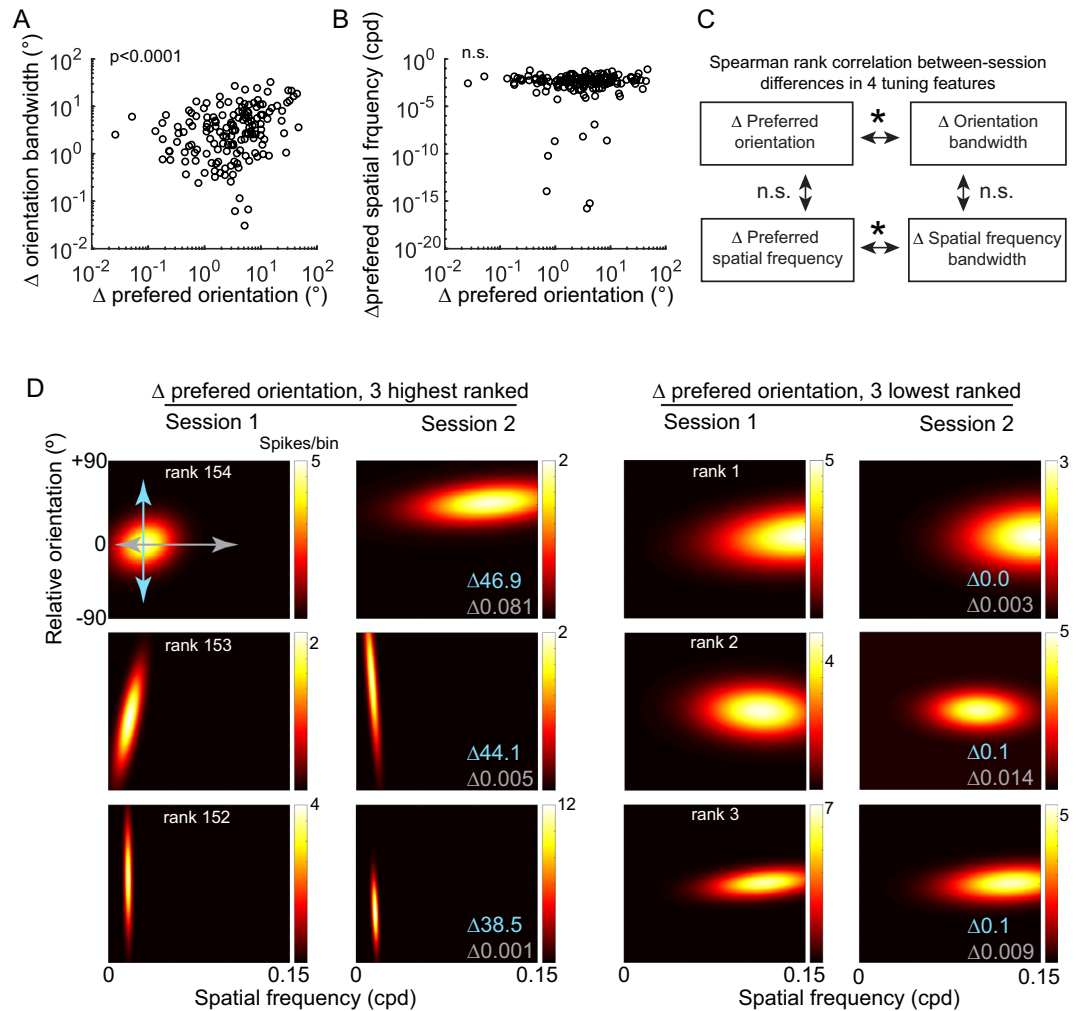 A
Δ orientation bandwidth (°)
p<0.0001
10^2
10^1
10^0
10^-1
10^-2
10^-2
10^-1
10^0
10^1
10^2
Δ prefered orientation (°)
B
Δprefered spatial frquency (cpd)
n.s.
10^0
10^-5
10^-10
10^-15
10^-20
10^-2
10^-1
10^0
10^1
10^2
Δ prefered orientation (°)
C
Spearman rank correlation between-session
differences in 4 tuning features
Δ Preferred
orientation
*
Δ Orientation
bandwidth
n.s.
n.s.
Δ Preferred
spatial frequency
*
Δ Spatial frequency
bandwidth
D
Δ prefered orientation, 3 highest ranked
Session 1
Session 2
Δ prefered orientation, 3 lowest ranked
Session 1
Session 2
Spikes/bin
Relative orientation (º)
+90
0
-90
rank 154
5
2
Δ46.9
Δ0.081
rank 1
5
3
Δ0.0
Δ0.003
rank 153
2
2
Δ44.1
Δ0.005
rank 2
4
5
Δ0.1
Δ0.014
rank 152
4
12
Δ38.5
Δ0.001
rank 3
7
5
Δ0.1
Δ0.009
0
0.15
0
0.15
0
0.15
0
0.15
Spatial frequency (cpd)
Spatial frequency (cpd)